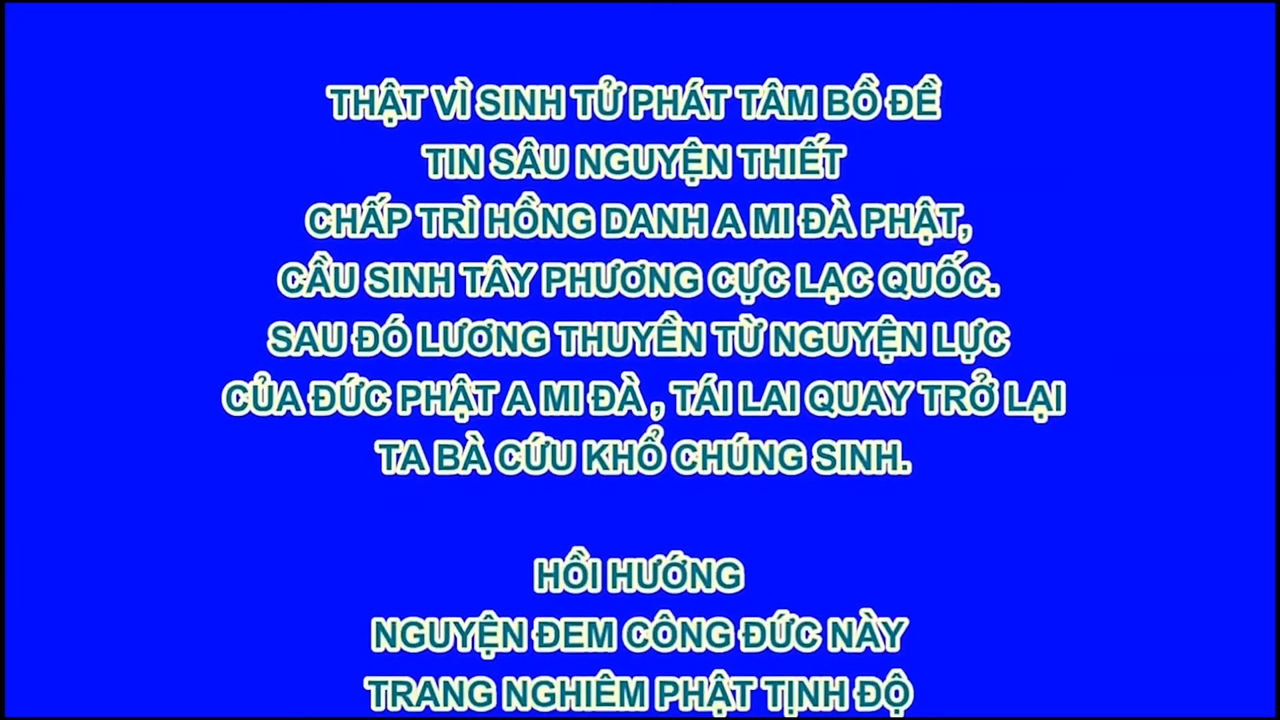 THẬT VÌ SINH TỬ PHÁT TÂM BỒ ĐỀ
TIN SÂU NGUYỆN THIẾT
CHẤP TRÌ HỒNG DANH A MI ĐÀ PHẬT,
CẦU SINH TÂY PHƯƠNG CỰC LẠC QUỐC.
SAU ĐÓ LƯƠNG THUYỀN TỪ NGUYỆN LỰC
CỦA ĐỨC PHẬT A MI ĐÀ , TÁI LAI QUAY TRỞ LẠI
TA BÀ CỨU KHỔ CHÚNG SINH.
HỒI HƯỚNG
NGUYỆN ĐEM CÔNG ĐỨC NÀY
TRANG NGHIÊM PHẬT TỊNH ĐỘ